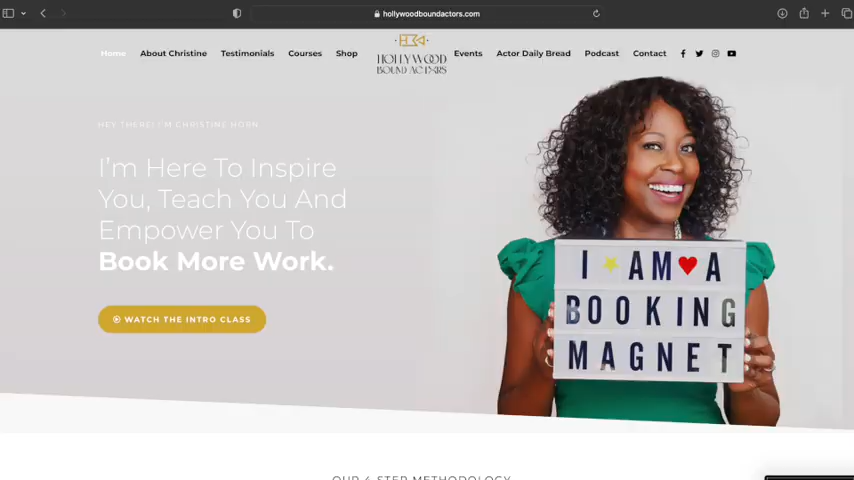 hollywoodboundactors.com
Home About Christine Testimonials Courses Shop HOLLYWOOD BOUND ACTORS Events Actor Daily Bread Podcast Contact
HEY THERE! I'M CHRISTINE HORN
I'm Here To Inspire
You, Teach You And
Empower You To
Book More Work.
WATCH THE INTRO CLASS
I AM A
BOOKING
MAGNET
OUR 4-STEP METHODOLOGY